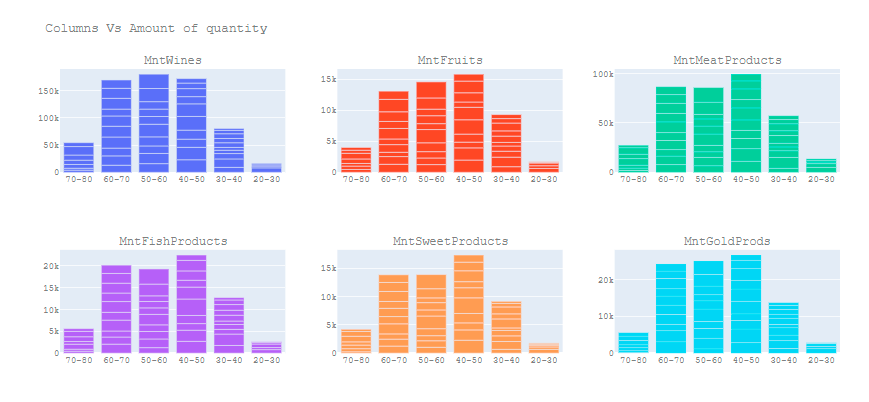 Columns Vs Amount of quantity
MntWines
MntFruits
MntMeatProducts
150k
100k
50k
0
70-80 60-70 50-60 40-50 30-40 20-30
15k
10k
5k
0
70-80 60-70 50-60 40-50 30-40 20-30
100k
50k
0
70-80 60-70 50-60 40-50 30-40 20-30
MntFishProducts
MntSweetProducts
MntGoldProds
20k
15k
10k
5k
0
70-80 60-70 50-60 40-50 30-40 20-30
15k
10k
5k
0
70-80 60-70 50-60 40-50 30-40 20-30
20k
10k
0
70-80 60-70 50-60 40-50 30-40 20-30